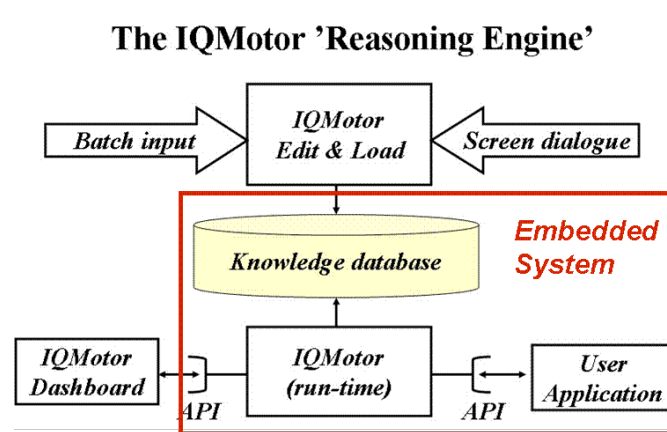 The IQMotor ’Reasoning Engine’
Batch input
IQMotor
Edit & Load
Screen dialogue
Knowledge database
Embedded
System
IQMotor
Dashboard
API
IQMotor
(run-time)
API
User
Application